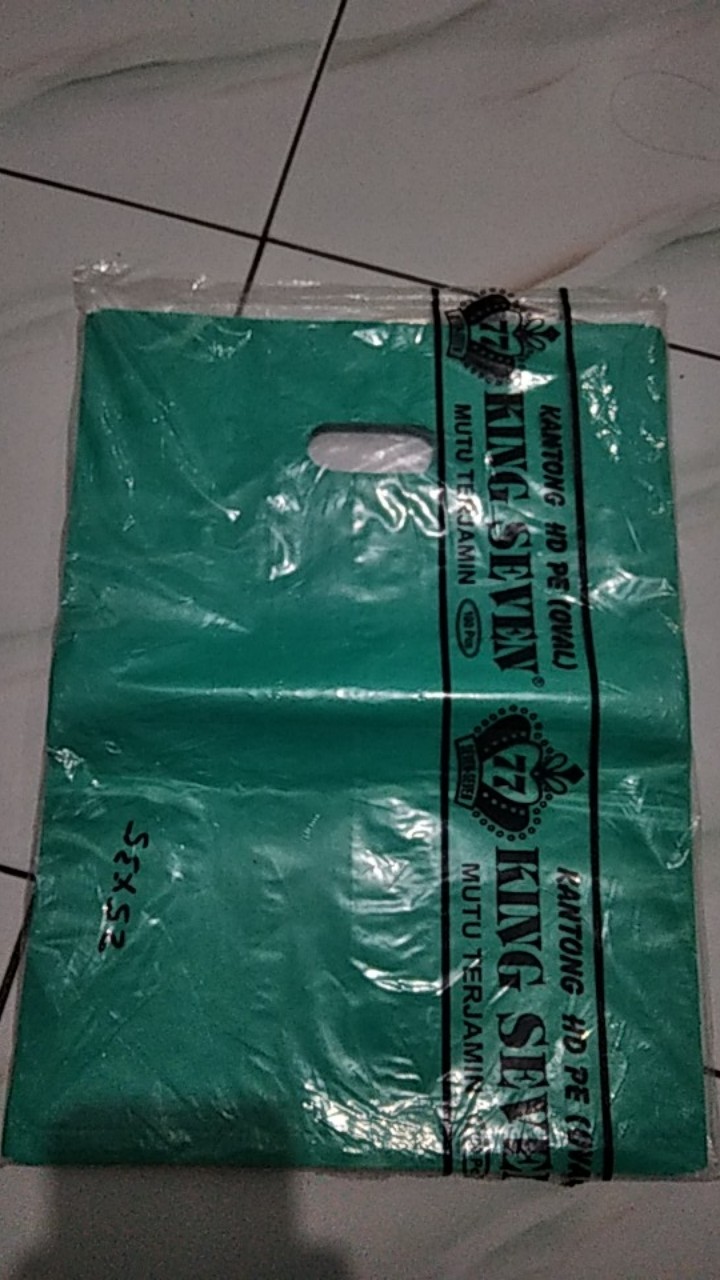 77
KANTONG HD PE (OVAL)
KING SEVEN®
MUTU TERJAMIN 100 Pcs
77
KANTONG HD PE (OVA
KING SEVEN
MUTU TERJAMIN